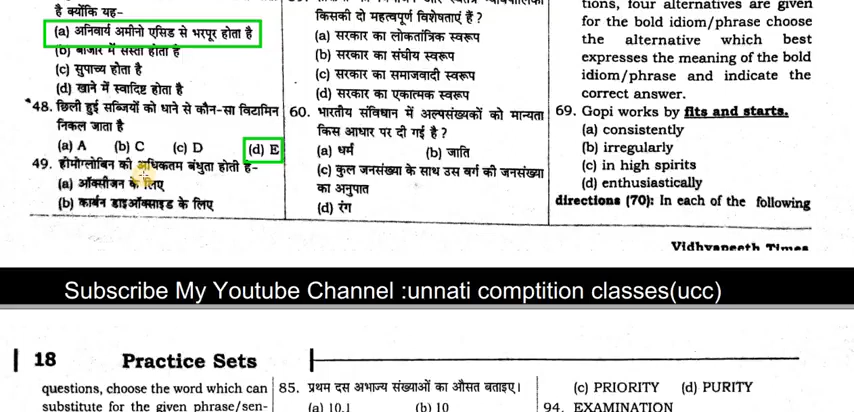 है क्योंकि यह-
(a) अनिवार्य अमीनो एसिड से भरपूर होता है
(b) बाजार में सस्ता होता है
(c) सुपाच्य होता है
(d) खाने में स्वादिष्ट होता है
*48. छिली हुई सब्जियों को धाने से कौन-सा विटामिन
निकल जाता है
(a) A (b) C (c) D (d) E
49. हीमोग्लोबिन की अधिकतम बंधुता होती है-
(a) ऑक्सीजन के लिए
(b) कार्बन डाइऑक्साइड के लिए
किसकी दो महत्वपूर्ण विशेषताएं हैं ?
(a) सरकार का लोकतांत्रिक स्वरूप
(b) सरकार का संघीय स्वरूप
(c) सरकार का समाजवादी स्वरूप
(d) सरकार का एकात्मक स्वरूप
60. भारतीय संविधान में अल्पसंख्यकों को मान्यता
किस आधार पर दी गई है ?
(a) धर्म (b) जाति
(c) कुल जनसंख्या के साथ उस वर्ग की जनसंख्या
का अनुपात
(d) रंग
tions, four alternatives are given
for the bold idiom/phrase choose
the alternative which best
expresses the meaning of the bold
idiom/phrase and indicate the
correct answer.
69. Gopi works by fits and starts.
(a) consistently
(b) irregularly
(c) in high spirits
(d) enthusiastically
directions (70): In each of the following
Vidhyapeeth Times
Subscribe My Youtube Channel :unnati comptition classes(ucc)
18 Practice Sets
questions, choose the word which can
substitute for the given phrase/sen-
85. प्रथम दस अभाज्य संख्याओं का औसत बताइए।
(a) 10.1 (b) 10
(c) PRIORITY (d) PURITY
94. EXAMINATION